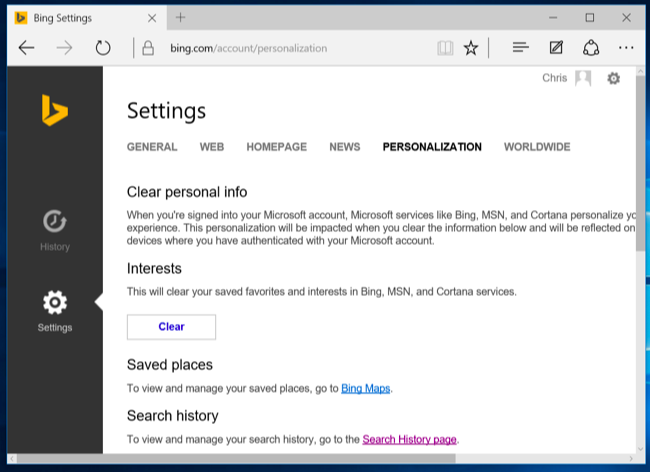 Bing Settings
bing.com/account/personalization
Chris
Settings
GENERAL WEB HOMEPAGE NEWS PERSONALIZATION WORLDWIDE
Clear personal info
When you're signed into your Microsoft account, Microsoft services like Bing, MSN, and Cortana personalize yo
experience. This personalization will be impacted when you clear the information below and will be reflected on
devices where you have authenticated with your Microsoft account.
History
Interests
This will clear your saved favorites and interests in Bing, MSN, and Cortana services.
Settings
Clear
Saved places
To view and manage your saved places, go to Bing Maps.
Search history
To view and manage your search history, go to the Search History page.